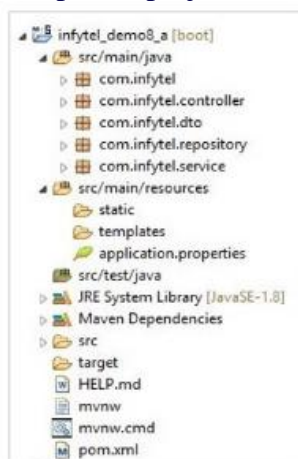 infytel_demo8_a [boot]
src/main/java
com.infytel
com.infytel.controller
com.infytel.dto
com.infytel.repository
com.infytel.service
src/main/resources
static
templates
application.properties
src/test/java
JRE System Library [JavaSE-1.8]
Maven Dependencies
src
target
HELP.md
mvnw
mvnw.cmd
pom.xml